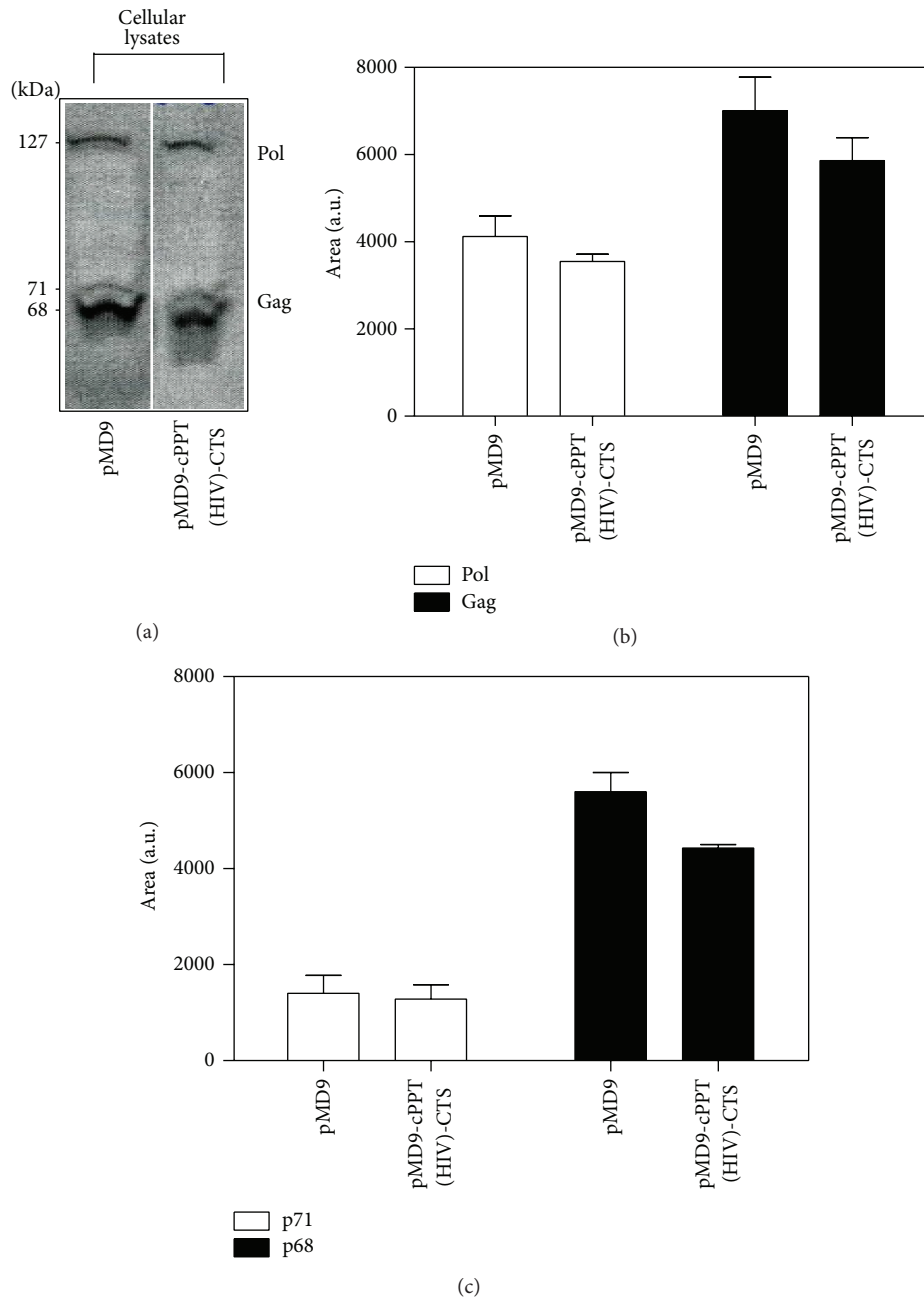 Cellular
lysates
(kDa)
127
71
68
Pol
Gag
pMD9
pMD9-cPPT
(HIV)-CTS
(a)
8000
6000
4000
2000
0
Area (a.u.)
pMD9
pMD9-cPPT
(HIV)-CTS
pMD9
pMD9-cPPT
(HIV)-CTS
Pol
Gag
(b)
8000
6000
4000
2000
0
Area (a.u.)
pMD9
pMD9-cPPT
(HIV)-CTS
pMD9
pMD9-cPPT
(HIV)-CTS
p71
p68
(c)